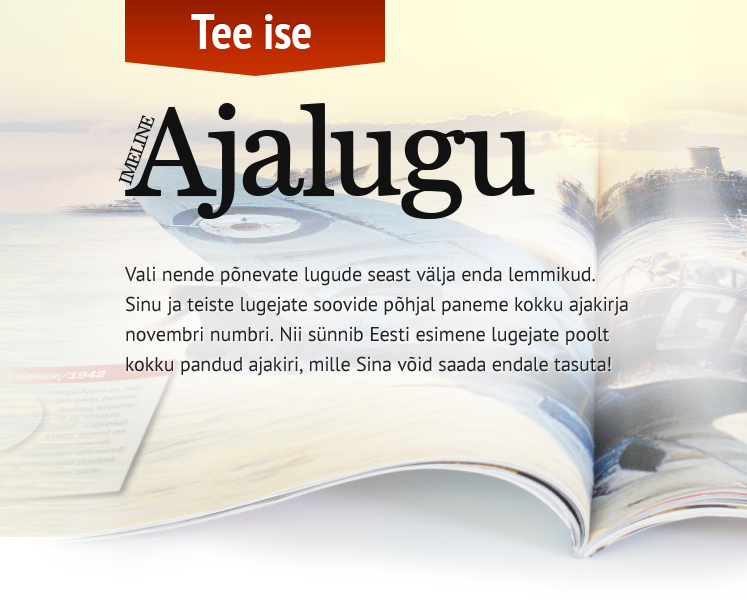 Tee ise
IMELINE
Ajalugu
Vali nende põnevate lugude seast välja enda lemmikud.
Sinu ja teiste lugejate soovide põhjal paneme kokku ajakirja
novembri numbri. Nii sünnib Eesti esimene lugejate poolt
kokku pandud ajakiri, mille Sina võid saada endale tasuta!
/1942